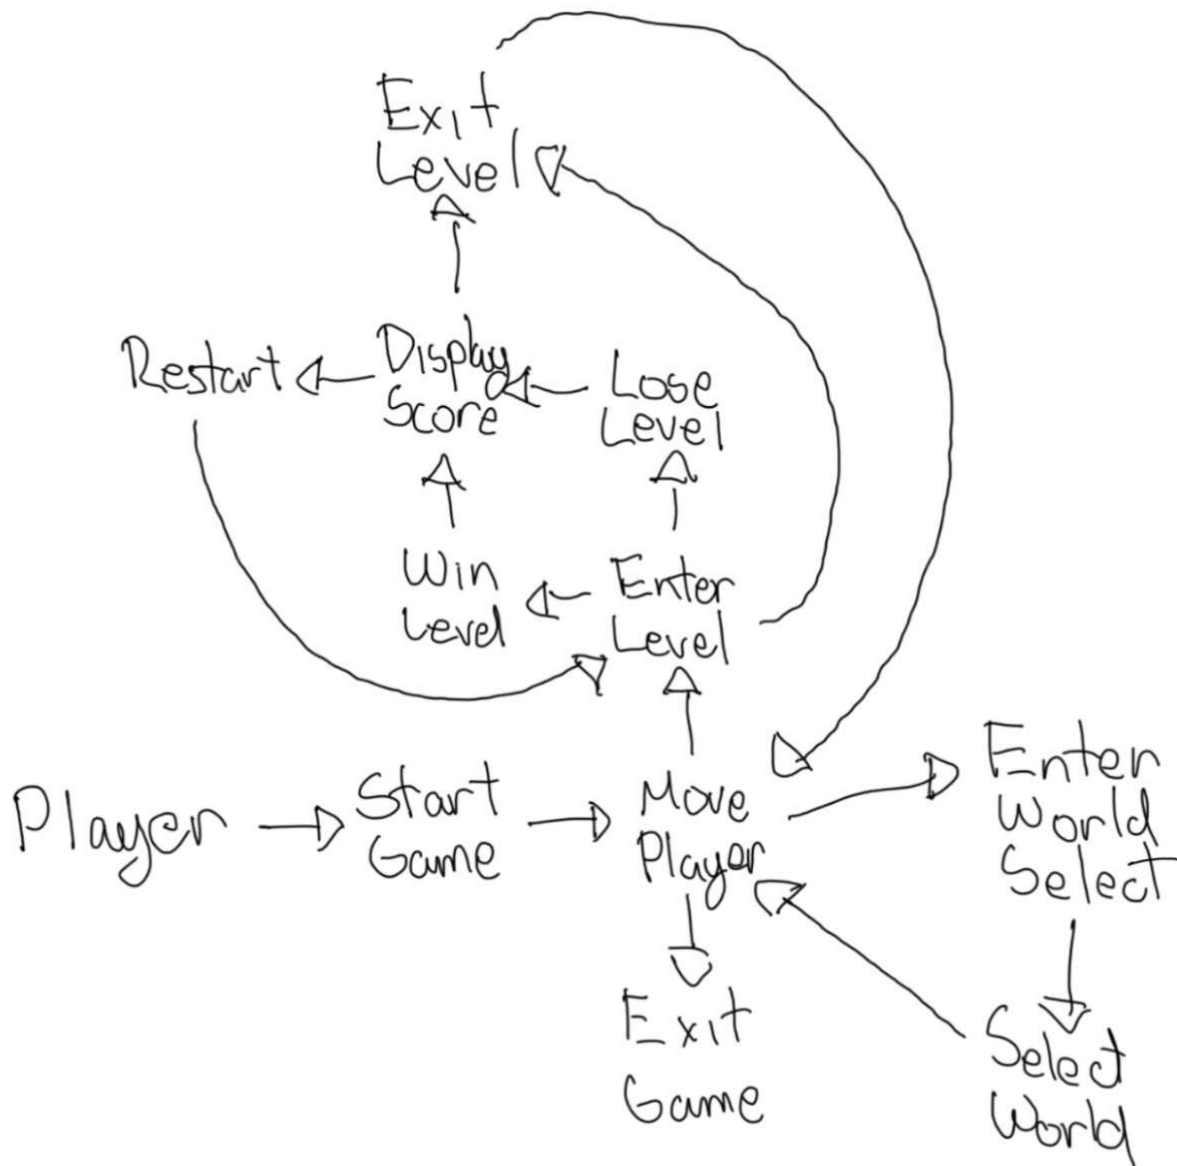 Exit
Level
Restart
Display
Score
Lose
Level
Win
Level
Enter
Level
Player
Start
Game
Move
Player
Enter
World
Select
Exit
Game
Select
World